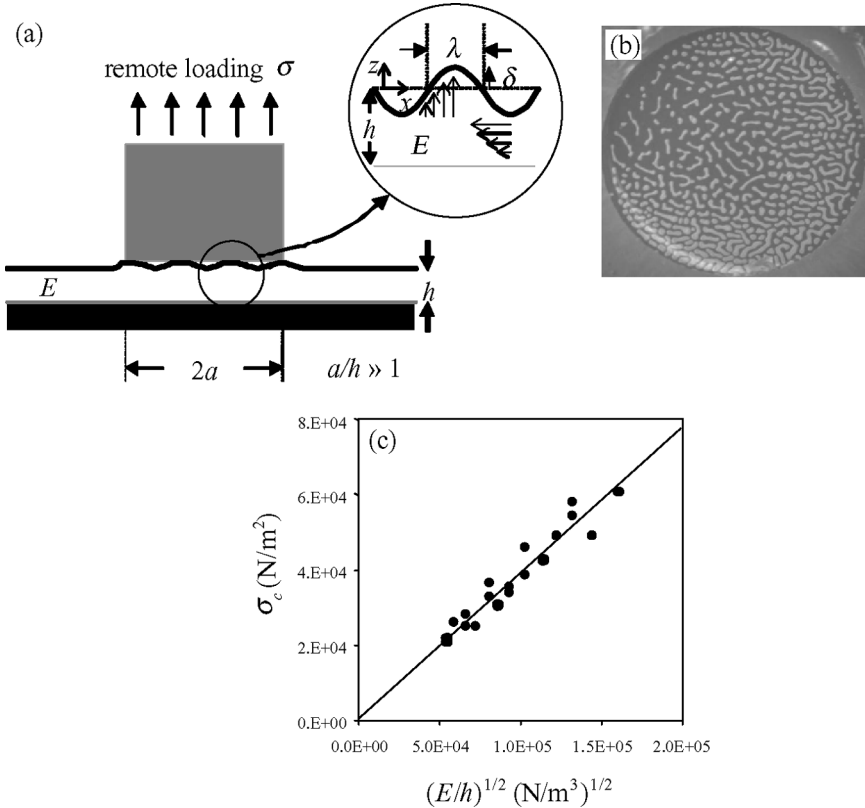 (a)
remote loading σ
λ
z
δ
x
h
E
E
h
2a
a/h » 1
(b)
(c)
8.E+04
6.E+04
4.E+04
2.E+04
0.E+00
σc (N/m²)
0.0E+00 5.0E+04 1.0E+05 1.5E+05 2.0E+05
(E/h)^1/2 (N/m³)^1/2